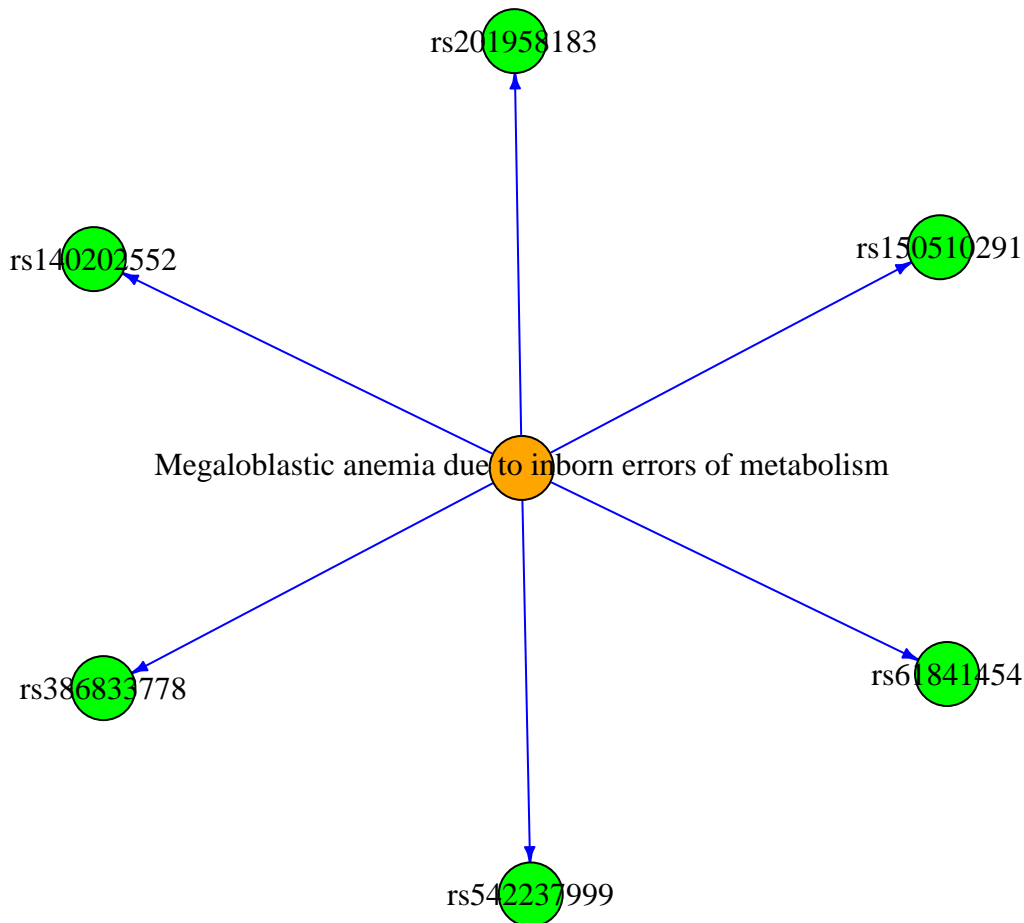 rs201958183
rs150510291
rs140202552
Megaloblastic anemia due to inborn errors of metabolism
rs61841454
rs386833778
rs542237999